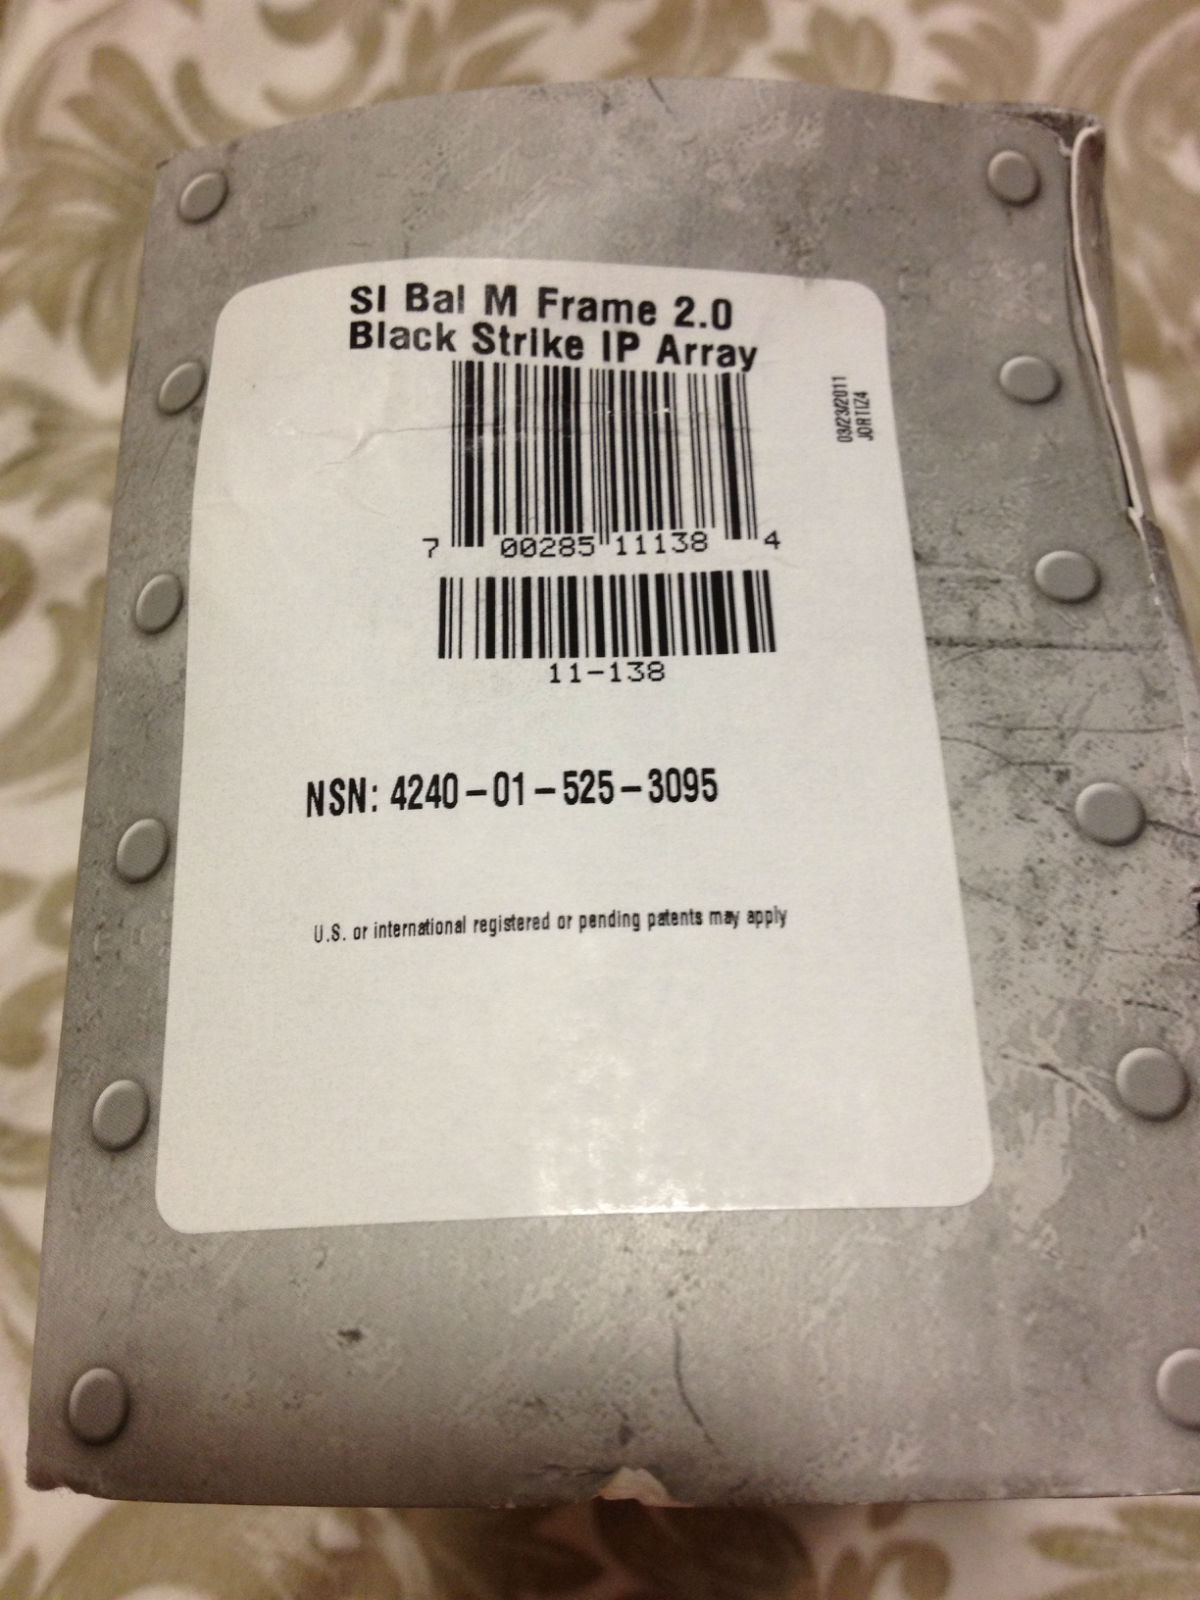 SI Bal M Frame 2.0
Black Strike IP Array
03/23/2011
JORTIZ4
7 00285 11138 4
11-138
NSN: 4240-01-525-3095
U.S. or international registered or pending patents may apply